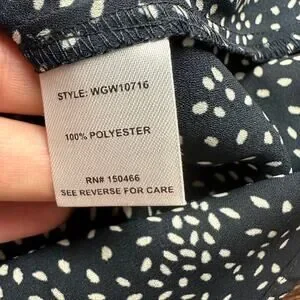 STYLE: WGW10716
100% POLYESTER
RN# 150466
SEE REVERSE FOR CARE